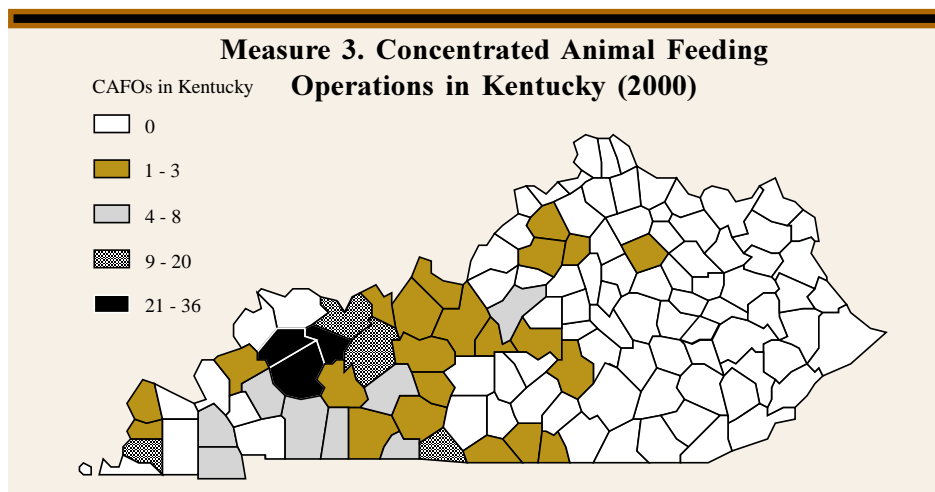 Measure 3. Concentrated Animal Feeding
Operations in Kentucky (2000)
CAFOs in Kentucky
0
1 - 3
4 - 8
9 - 20
21 - 36